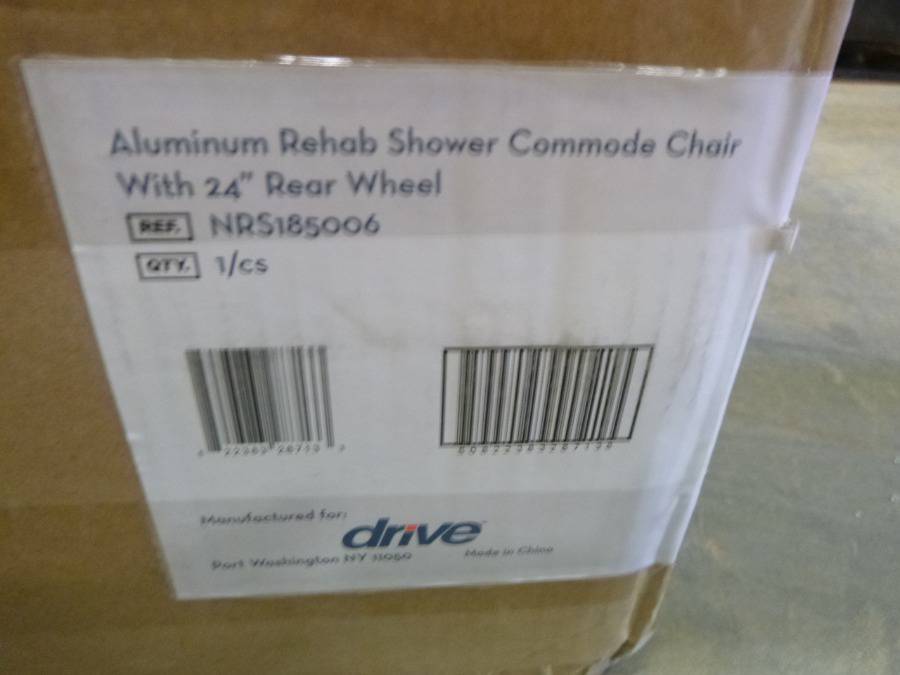 Aluminum Rehab Shower Commode Chair
With 24" Rear Wheel
REF. NRS185006
QTY. 1/cs
Manufactured for:
drive™
Port Washington NY 11050
Made in China